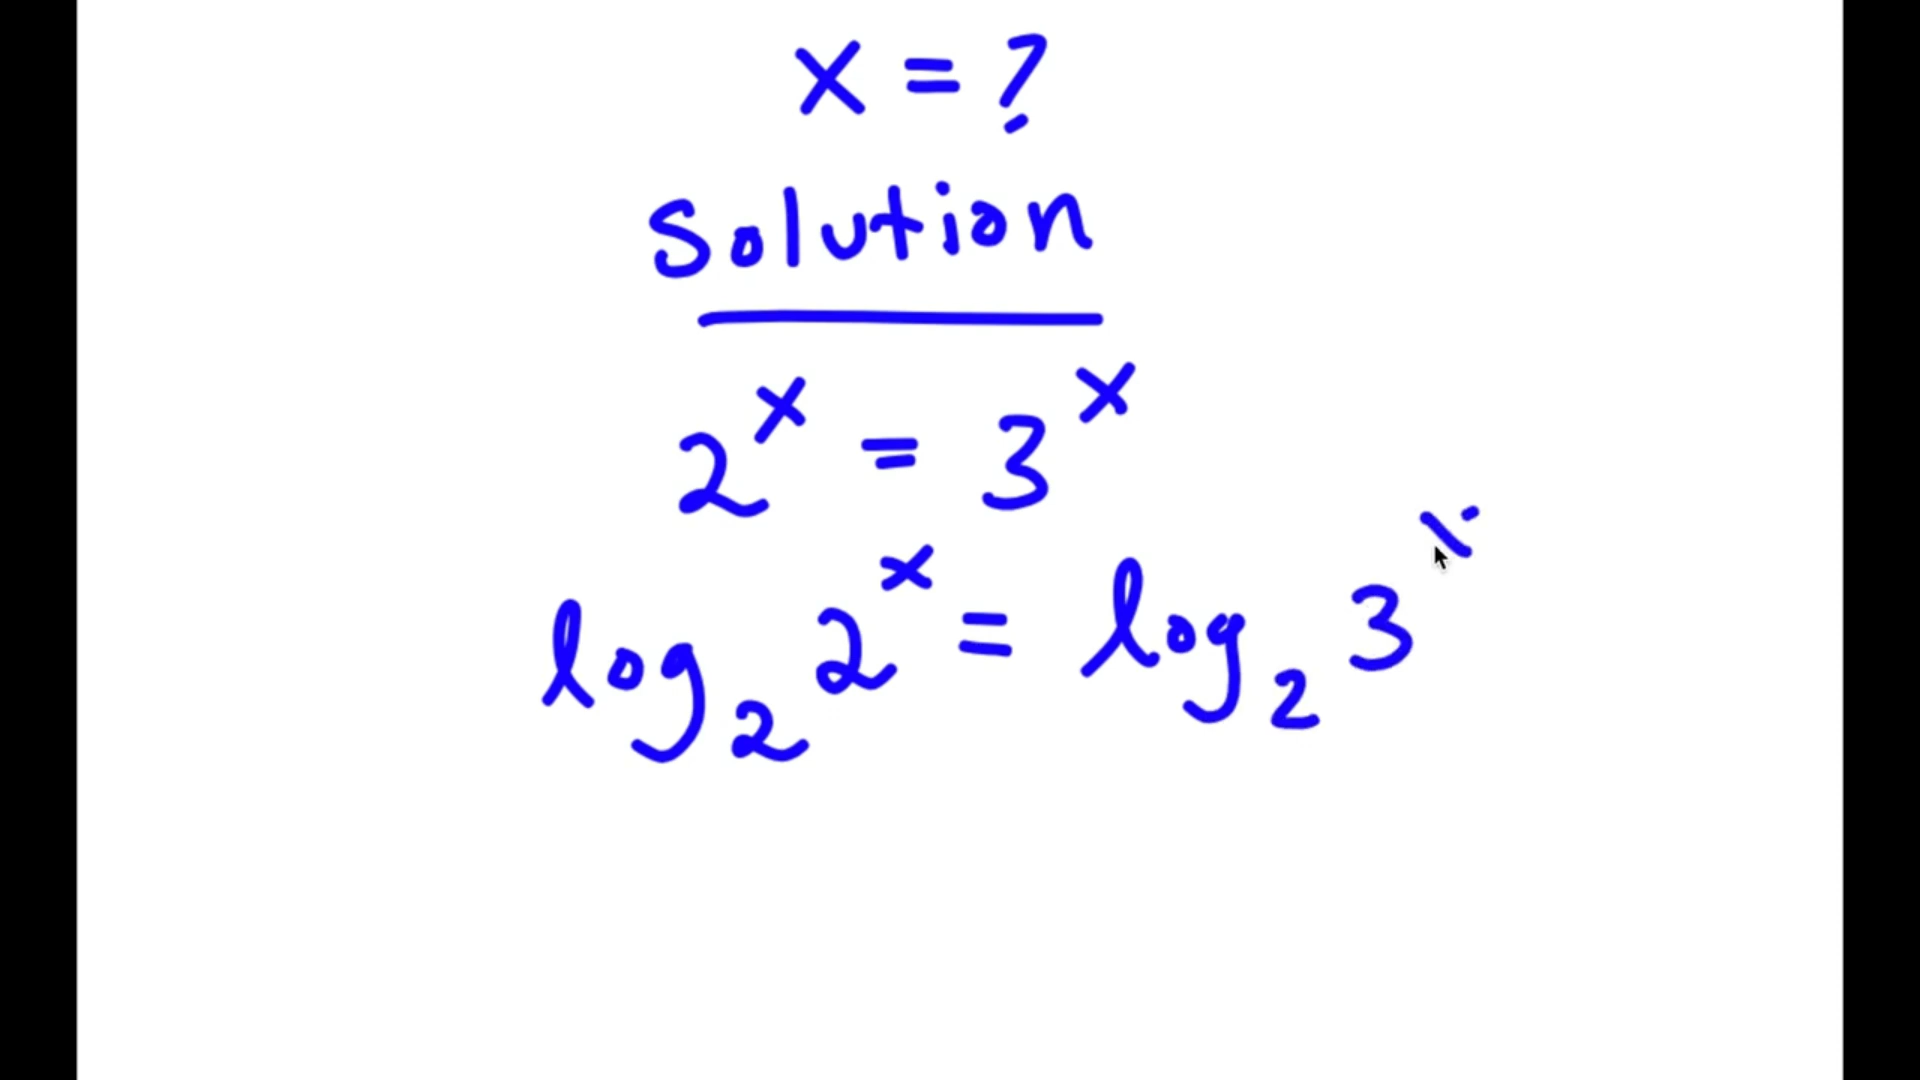 x = ?
Solution
2^x = 3^x
log_2 2^x = log_2 3^x